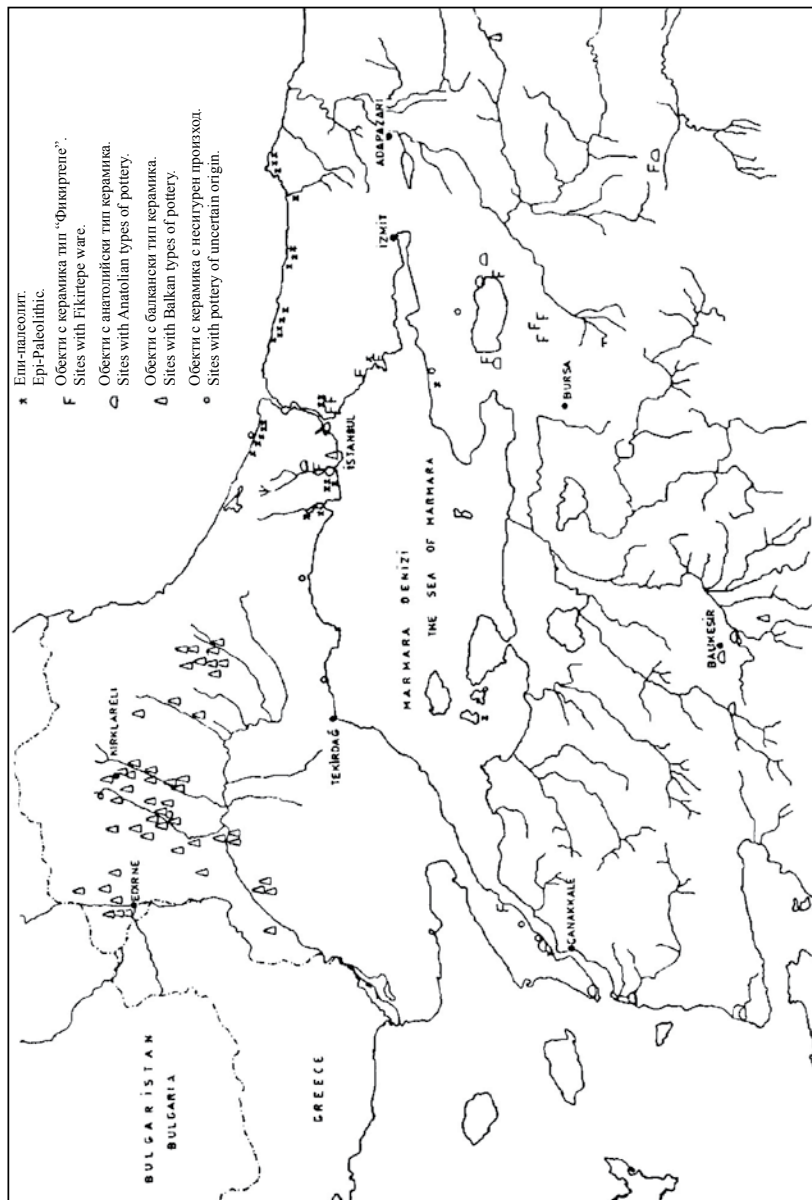 Епи-палеолит.
Epi-Paleolithic.
Обекти с керамика тип “Фикиртепе”.
F Sites with Fikirtepe ware.
Обекти с анатолийски тип керамика.
Sites with Anatolian types of pottery.
Обекти с балкански тип керамика.
Sites with Balkan types of pottery.
Обекти с керамика с несигурен произход.
Sites with pottery of uncertain origin.
BULGARİSTAN
BULGARIA
GREECE
EDİRNE
KIRKLARELİ
TEKİRDAĞ
İSTANBUL
İZMİT
ADAPAZARI
MARMARA DENİZİ
THE SEA OF MARMARA
BURSA
ÇANAKKALE
BALIKESİR
F
F
F
F
F
F
F
F
F
F
F